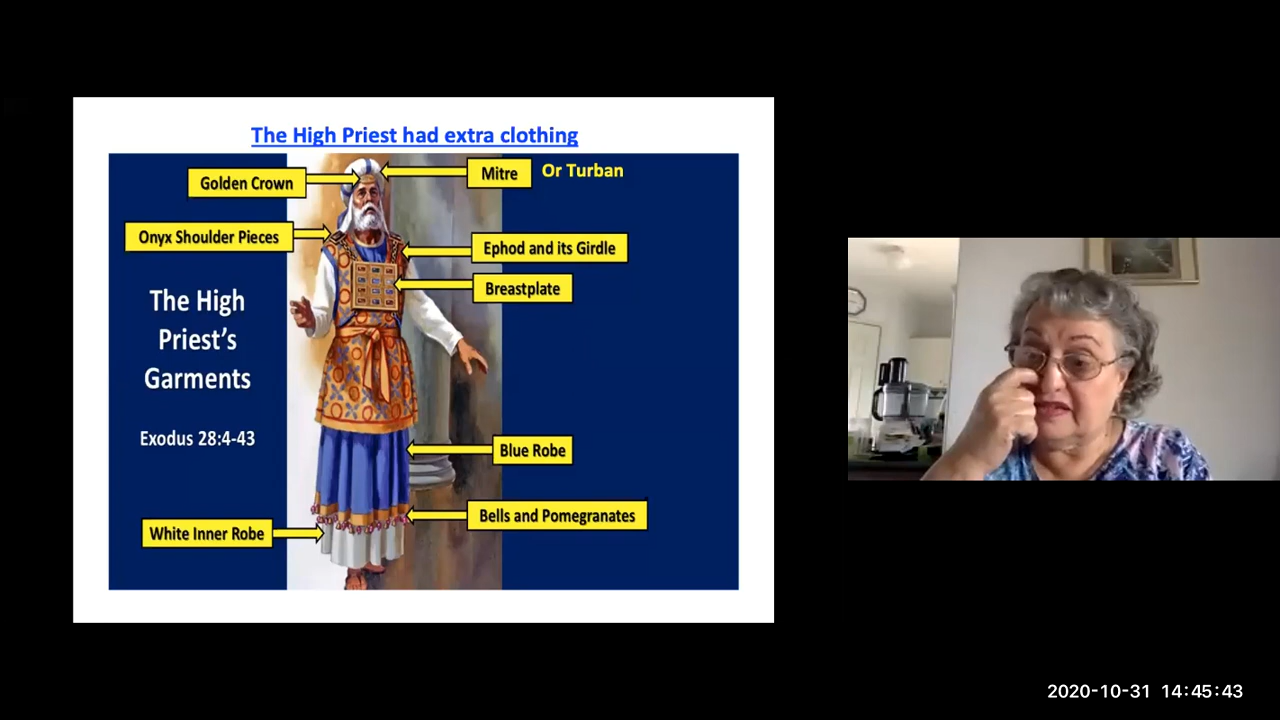 The High Priest had extra clothing
Golden Crown
Mitre
Or Turban
Onyx Shoulder Pieces
Ephod and its Girdle
Breastplate
The High
Priest's
Garments
Exodus 28:4-43
Blue Robe
Bells and Pomegranates
White Inner Robe
2020-10-31 14:45:43